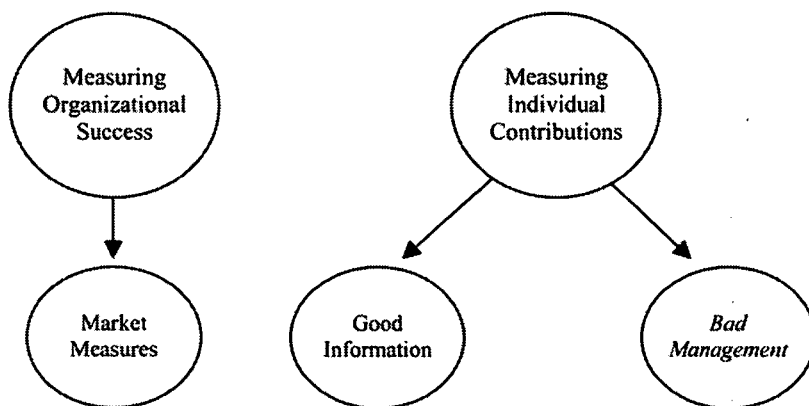 Measuring
Organizational
Success
Measuring
Individual
Contributions
Market
Measures
Good
Information
Bad
Management